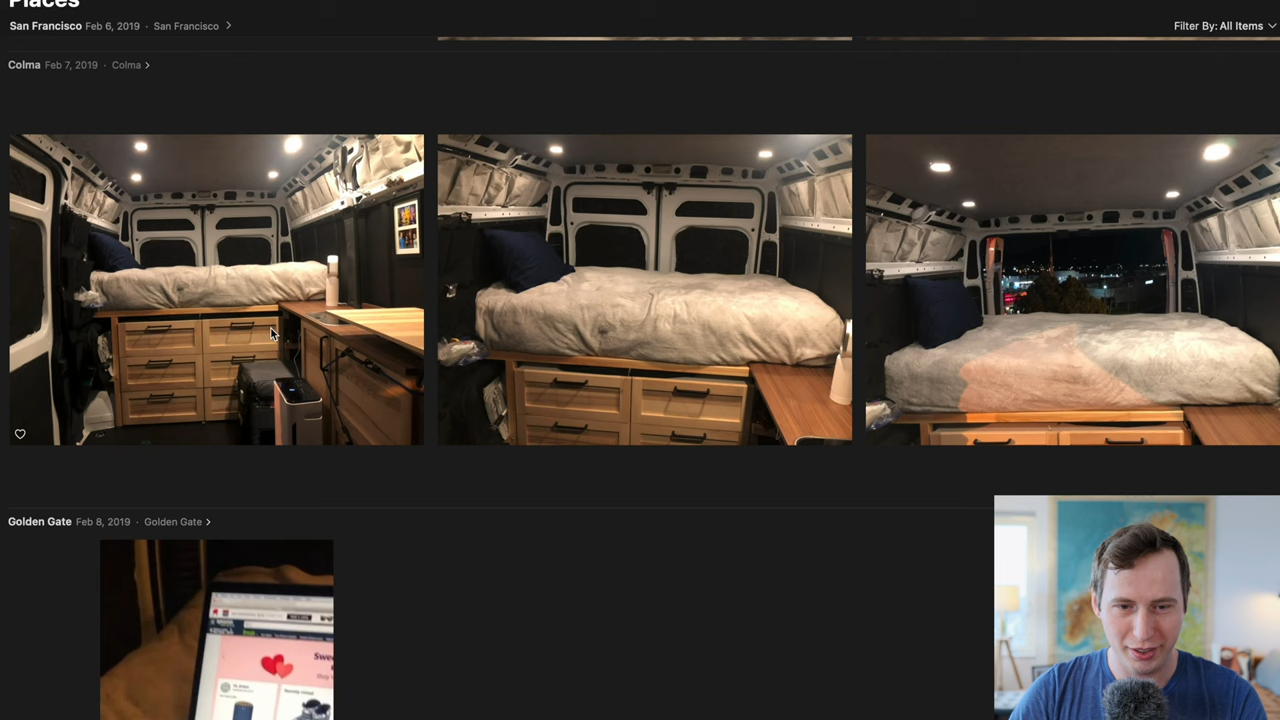 Places
San Francisco Feb 6, 2019 · San Francisco >
Filter By: All Items
Colma Feb 7, 2019 · Colma >
Golden Gate Feb 8, 2019 · Golden Gate >